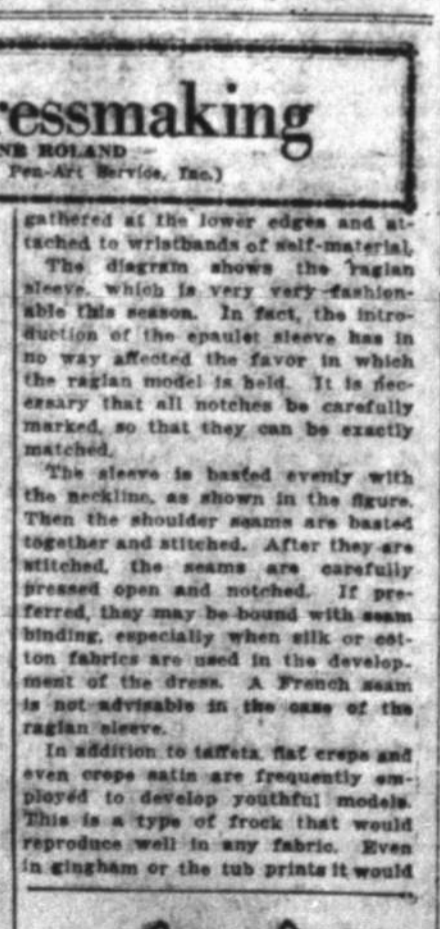 ressmaking
NE ROLAND
Pen-Art Service, Inc.)
gathered at the lower edges and at-
tached to wristbands of self-material.
The diagram shows the raglan
sleeve, which is very very fashion-
able this season. In fact, the intro-
duction of the epaulet sleeve has in
no way affected the favor in which
the raglan model is held. It is nec-
essary that all notches be carefully
marked, so that they can be exactly
matched.
The sleeve is basted evenly with
the neckline, as shown in the figure.
Then the shoulder seams are basted
together and stitched. After they are
stitched, the seams are carefully
pressed open and notched. If pre-
ferred, they may be bound with seam
binding, especially when silk or cot-
ton fabrics are used in the develop-
ment of the dress. A French seam
is not advisable in the case of the
raglan sleeve.
In addition to taffeta, flat crepe and
even crepe satin are frequently em-
ployed to develop youthful models.
This is a type of frock that would
reproduce well in any fabric. Even
in gingham or the tub prints it would